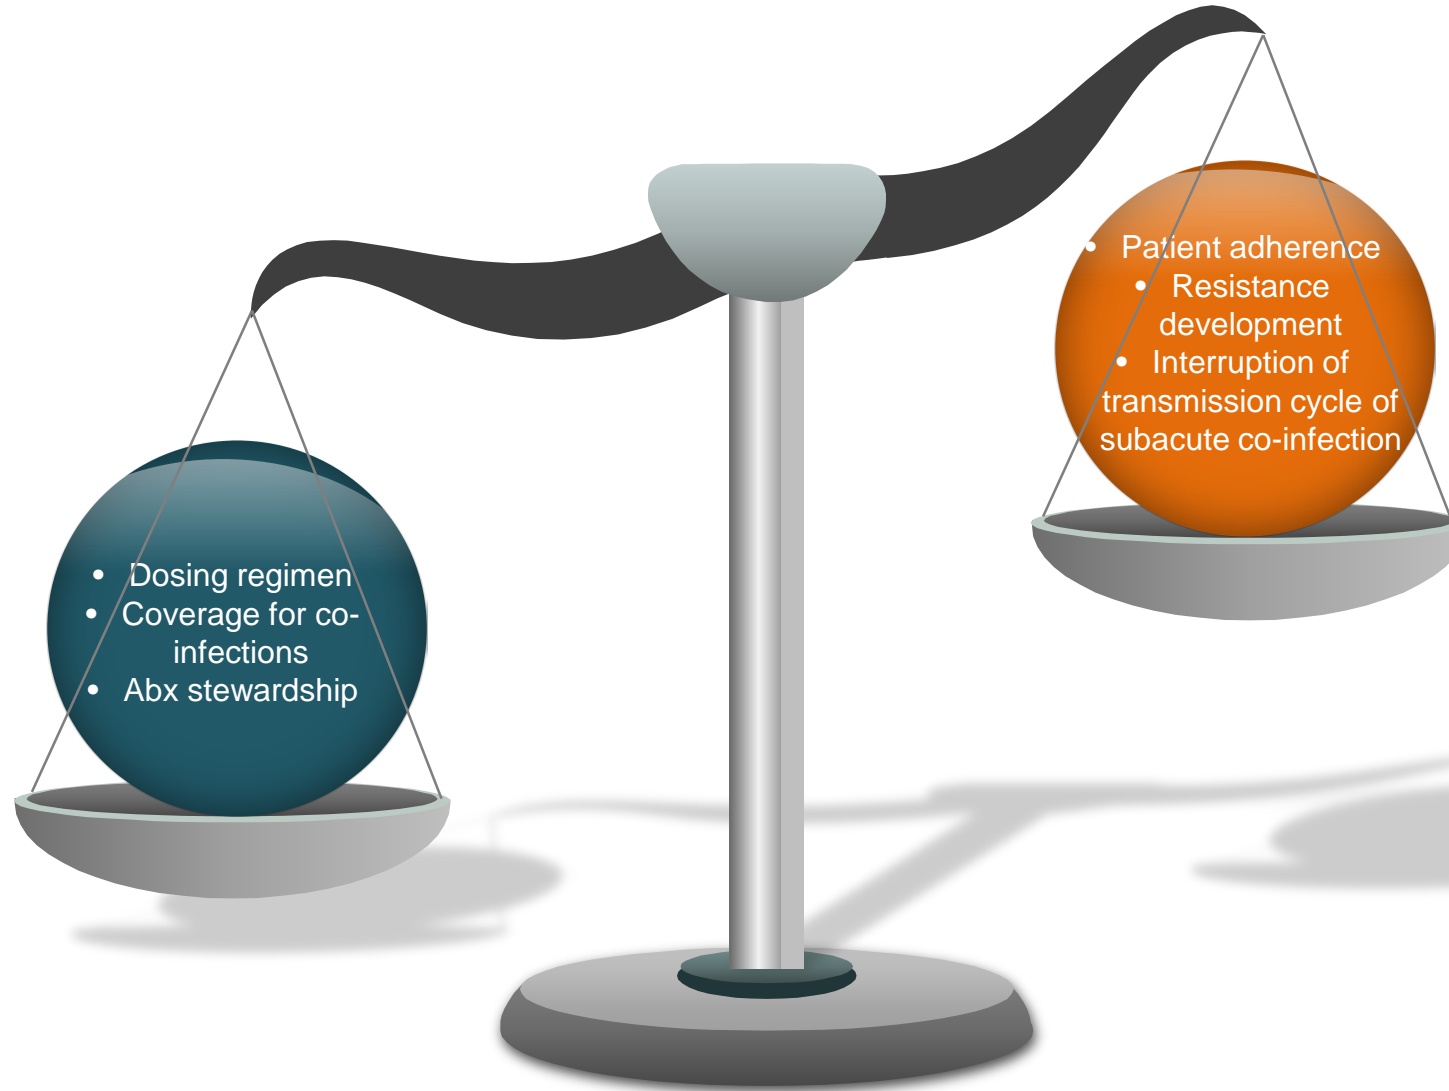 • Patient adherence
• Resistance
development
• Interruption of
transmission cycle of
subacute co-infection
• Dosing regimen
• Coverage for co-
infections
• Abx stewardship